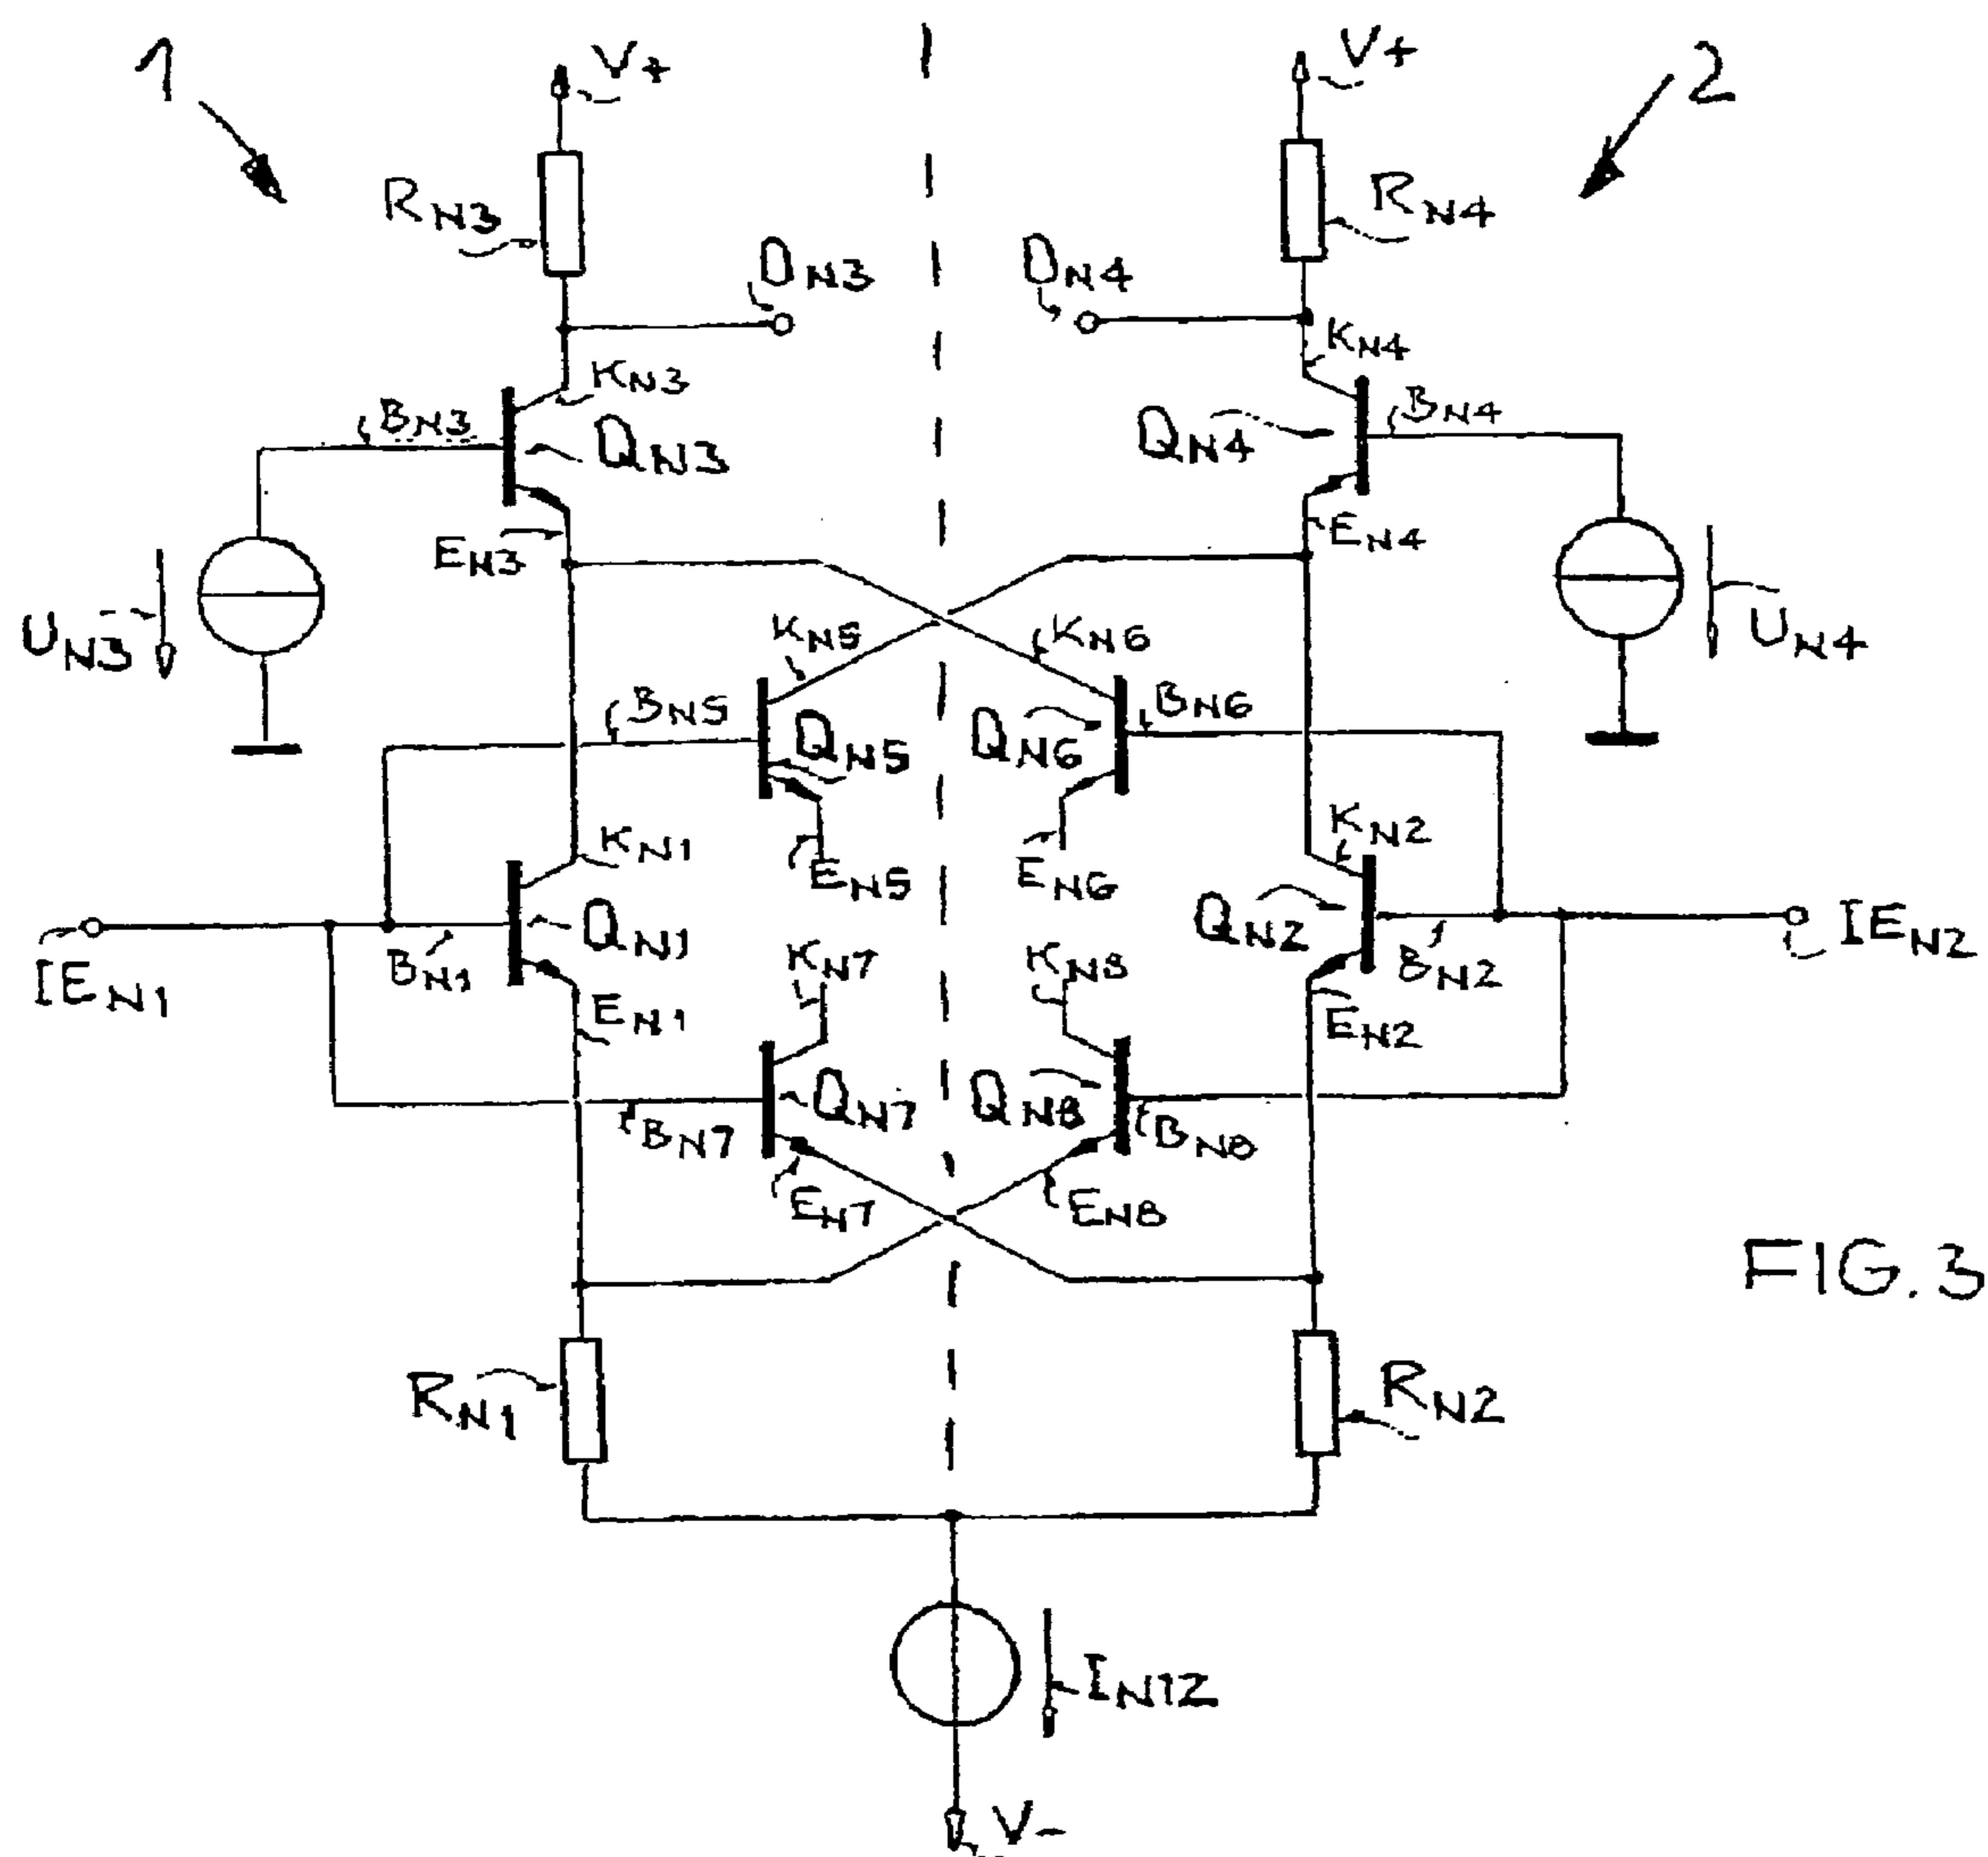 1
V+
V+
2
RN3
RN4
ON3
ON4
KN3
KN4
BN3
QN3
QN4
BN4
EN3
EN4
UN3
KN5
KN6
UN4
BN5
QN5
QN6
BN6
KN1
KN2
EN5
EN6
IEN1
BN1
QN1
QN2
BN2
IEN2
KN7
KN8
EN1
EN2
BN7
QN7
QN8
BN8
EN7
EN8
FIG. 3
RN1
RN2
IN12
V-